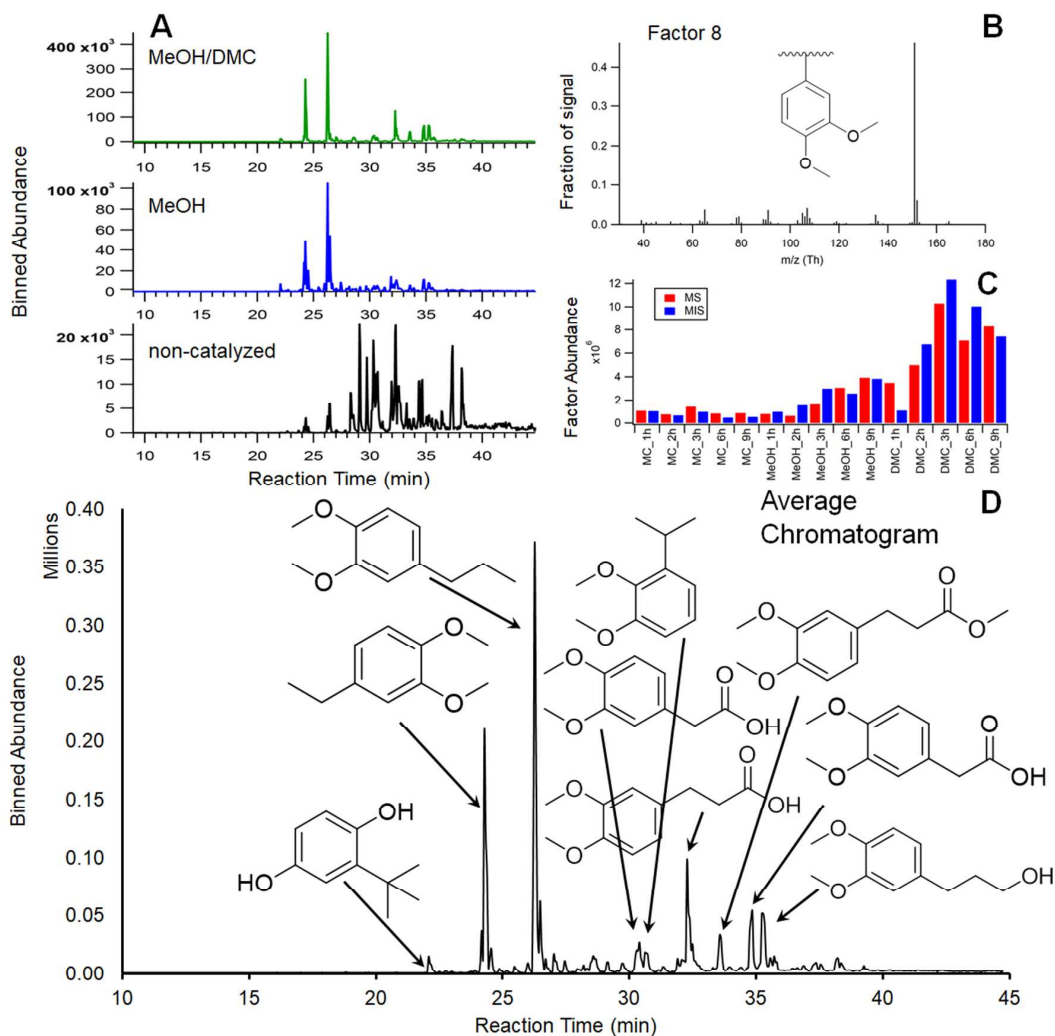 A
Binned Abundance
400 x10³
300
200
100
0
MeOH/DMC
10 15 20 25 30 35 40
100 x10³
80
60
40
20
0
MeOH
10 15 20 25 30 35 40
20 x10³
15
10
5
0
non-catalyzed
10 15 20 25 30 35 40
Reaction Time (min)
B
Factor 8
Fraction of signal
0.4
0.3
0.2
0.1
0.0
O
O
40 60 80 100 120 140 160 180
m/z (Th)
C
Factor Abundance
x10⁶
12
10
8
6
4
2
0
MS
MIS
MC_1h
MC_2h
MC_3h
MC_6h
MC_9h
MeOH_1h
MeOH_2h
MeOH_3h
MeOH_6h
MeOH_9h
DMC_1h
DMC_2h
DMC_3h
DMC_6h
DMC_9h
D
Average
Chromatogram
Millions
Binned Abundance
0.40
0.35
0.30
0.25
0.20
0.15
0.10
0.05
0.00
O
O
O
O
OH
HO
O
O
O
O
O
OH
O
O
O
OH
O
O
O
O
O
O
O
OH
O
O
OH
10 15 20 25 30 35 40 45
Reaction Time (min)